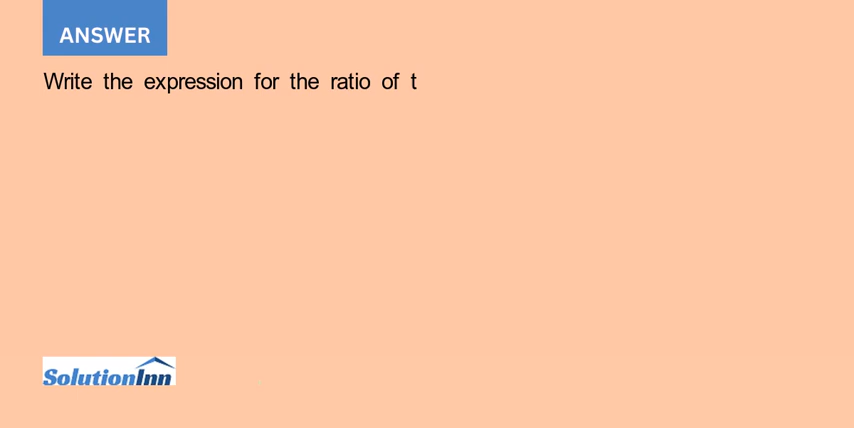 ANSWER
Write the expression for the ratio of t
SolutionInn